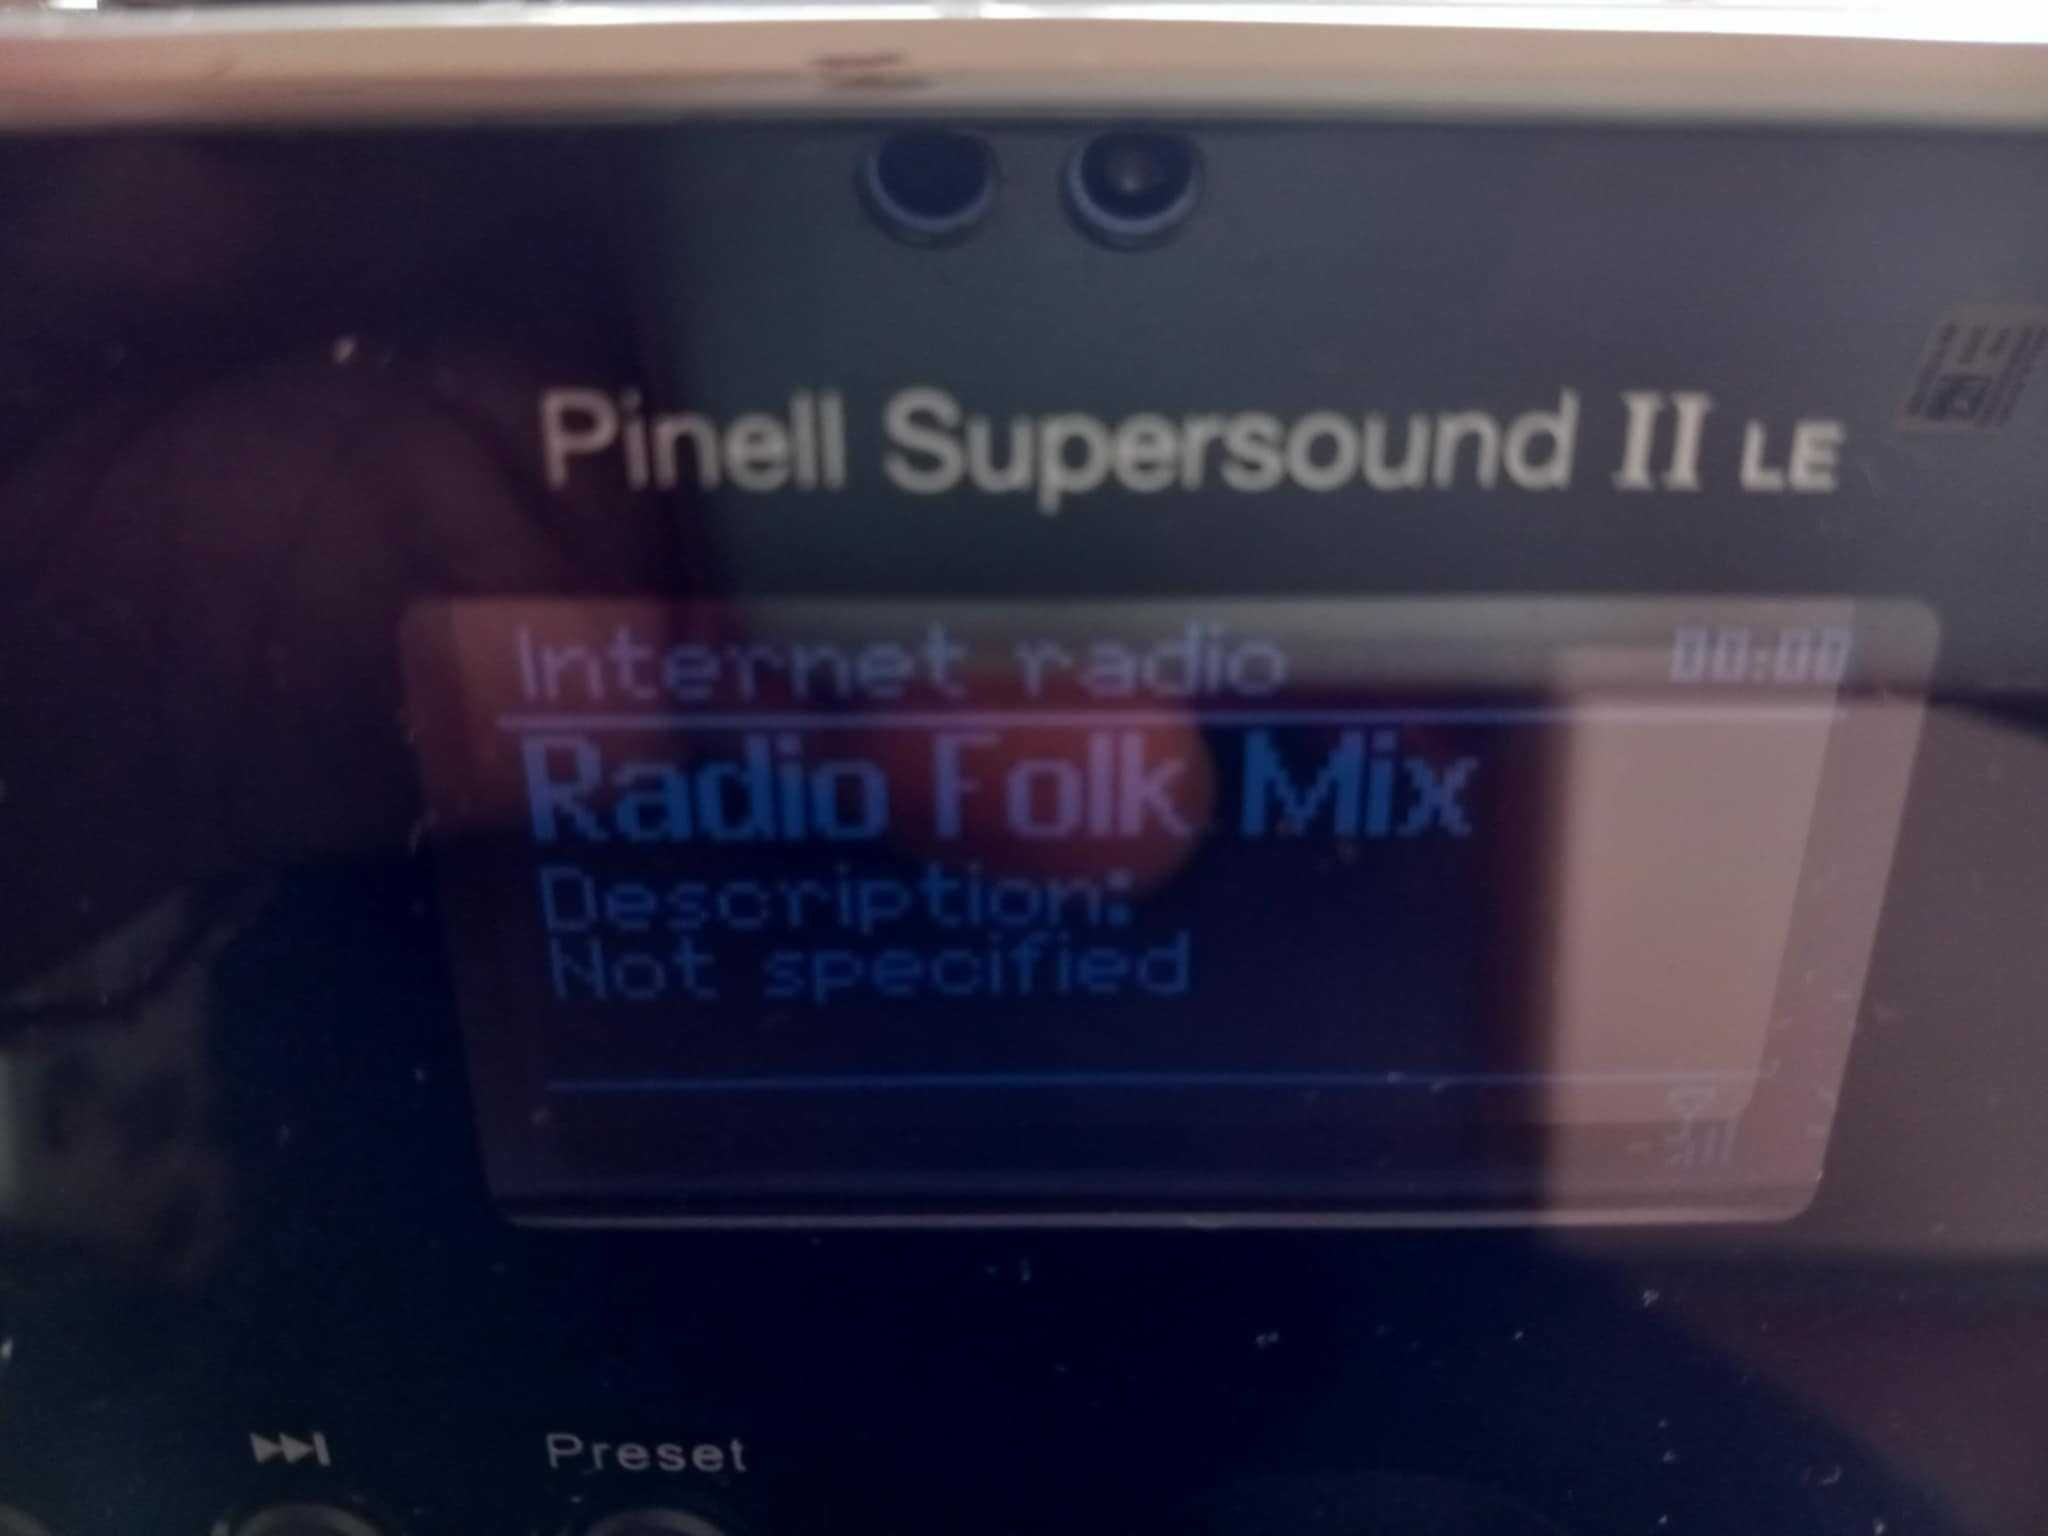 Pinell Supersound II LE
Internet radio 00:00
Radio Folk Mix
Description:
Not specified
Preset